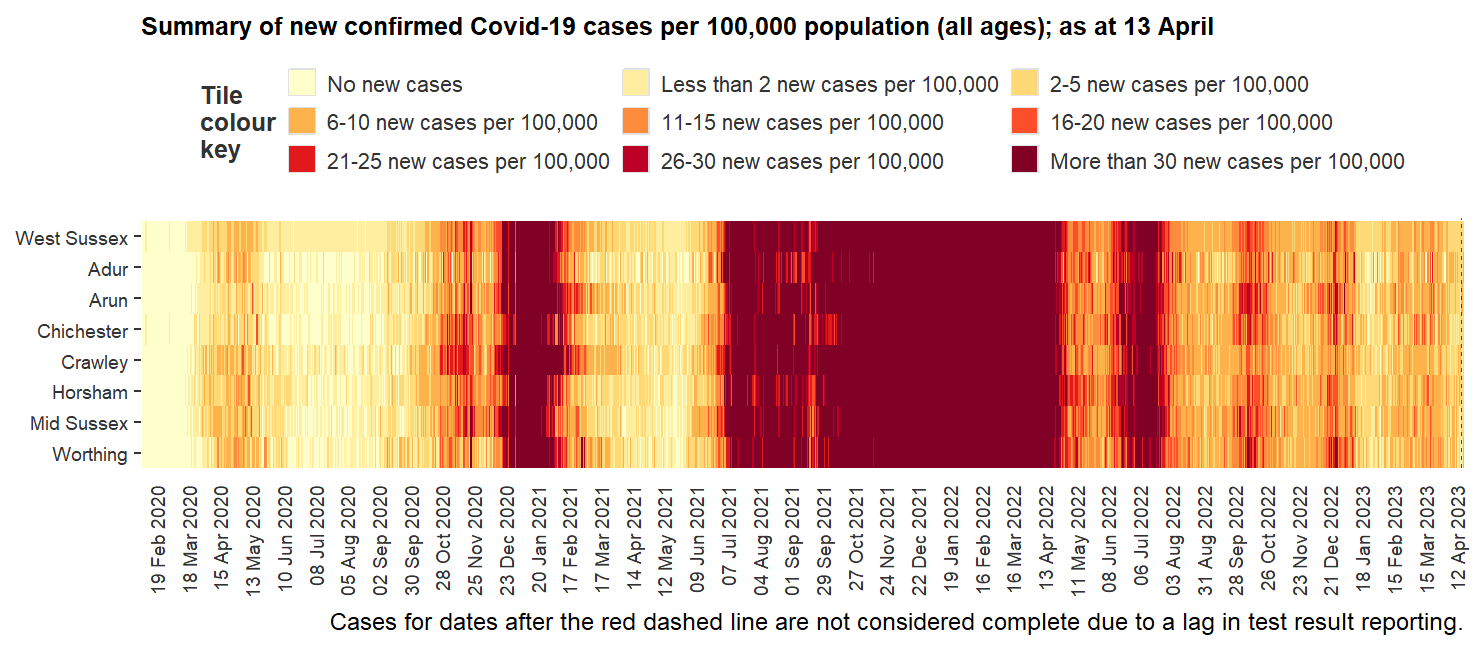 Summary of new confirmed Covid-19 cases per 100,000 population (all ages); as at 13 April
Tile
colour
key
No new cases
Less than 2 new cases per 100,000
2-5 new cases per 100,000
6-10 new cases per 100,000
11-15 new cases per 100,000
16-20 new cases per 100,000
21-25 new cases per 100,000
26-30 new cases per 100,000
More than 30 new cases per 100,000
West Sussex
Adur
Arun
Chichester
Crawley
Horsham
Mid Sussex
Worthing
19 Feb 2020
18 Mar 2020
15 Apr 2020
13 May 2020
10 Jun 2020
08 Jul 2020
05 Aug 2020
02 Sep 2020
30 Sep 2020
28 Oct 2020
25 Nov 2020
23 Dec 2020
20 Jan 2021
17 Feb 2021
17 Mar 2021
14 Apr 2021
12 May 2021
09 Jun 2021
07 Jul 2021
04 Aug 2021
01 Sep 2021
29 Sep 2021
27 Oct 2021
24 Nov 2021
22 Dec 2021
19 Jan 2022
16 Feb 2022
16 Mar 2022
13 Apr 2022
11 May 2022
08 Jun 2022
06 Jul 2022
03 Aug 2022
31 Aug 2022
28 Sep 2022
26 Oct 2022
23 Nov 2022
21 Dec 2022
18 Jan 2023
15 Feb 2023
15 Mar 2023
12 Apr 2023
Cases for dates after the red dashed line are not considered complete due to a lag in test result reporting.